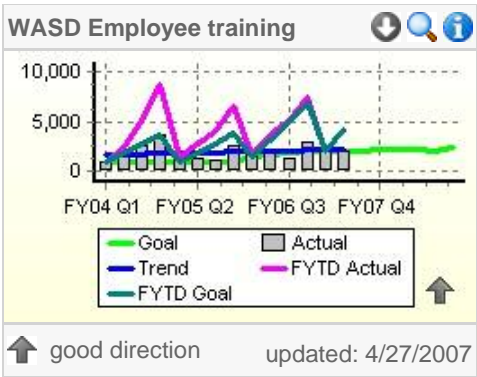 WASD Employee training
10,000
5,000
0
FY04 Q1 FY05 Q2 FY06 Q3 FY07 Q4
Goal Actual
Trend FYTD Actual
FYTD Goal
good direction updated: 4/27/2007